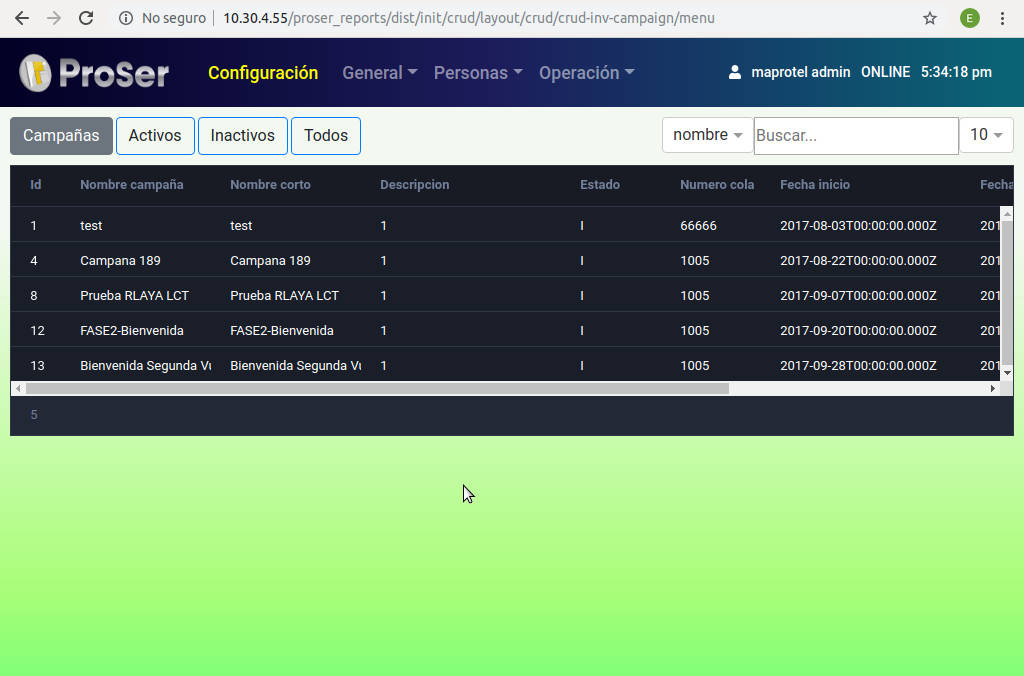 No seguro | 10.30.4.55/proser_reports/dist/init/crud/layout/crud/crud-inv-campaign/menu E
ProSer Configuración General Personas Operación maprotel admin ONLINE 5:34:18 pm
Campañas Activos Inactivos Todos nombre Buscar... 10
Id Nombre campaña Nombre corto Descripcion Estado Numero cola Fecha inicio Fecha
1 test test 1 I 66666 2017-08-03T00:00:00.000Z 201
4 Campana 189 Campana 189 1 I 1005 2017-08-22T00:00:00.000Z 201
8 Prueba RLAYA LCT Prueba RLAYA LCT 1 I 1005 2017-09-07T00:00:00.000Z 201
12 FASE2-Bienvenida FASE2-Bienvenida 1 I 1005 2017-09-20T00:00:00.000Z 201
13 Bienvenida Segunda Bienvenida Segunda 1 I 1005 2017-09-28T00:00:00.000Z 201
5